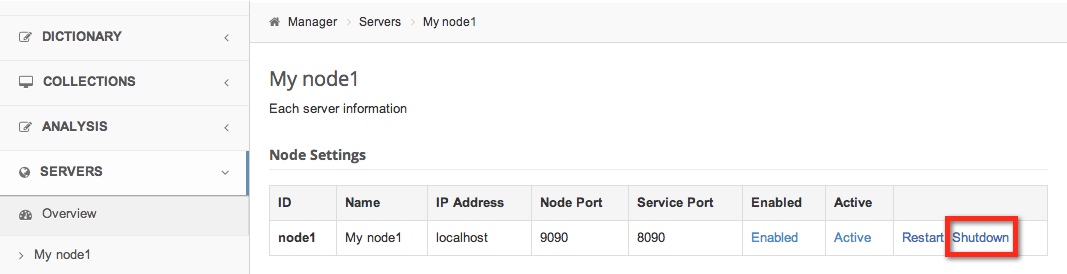 DICTIONARY
COLLECTIONS
ANALYSIS
SERVERS
Overview
My node1
Manager Servers My node1
My node1
Each server information
Node Settings
ID Name IP Address Node Port Service Port Enabled Active
node1 My node1 localhost 9090 8090 Enabled Active Restart Shutdown